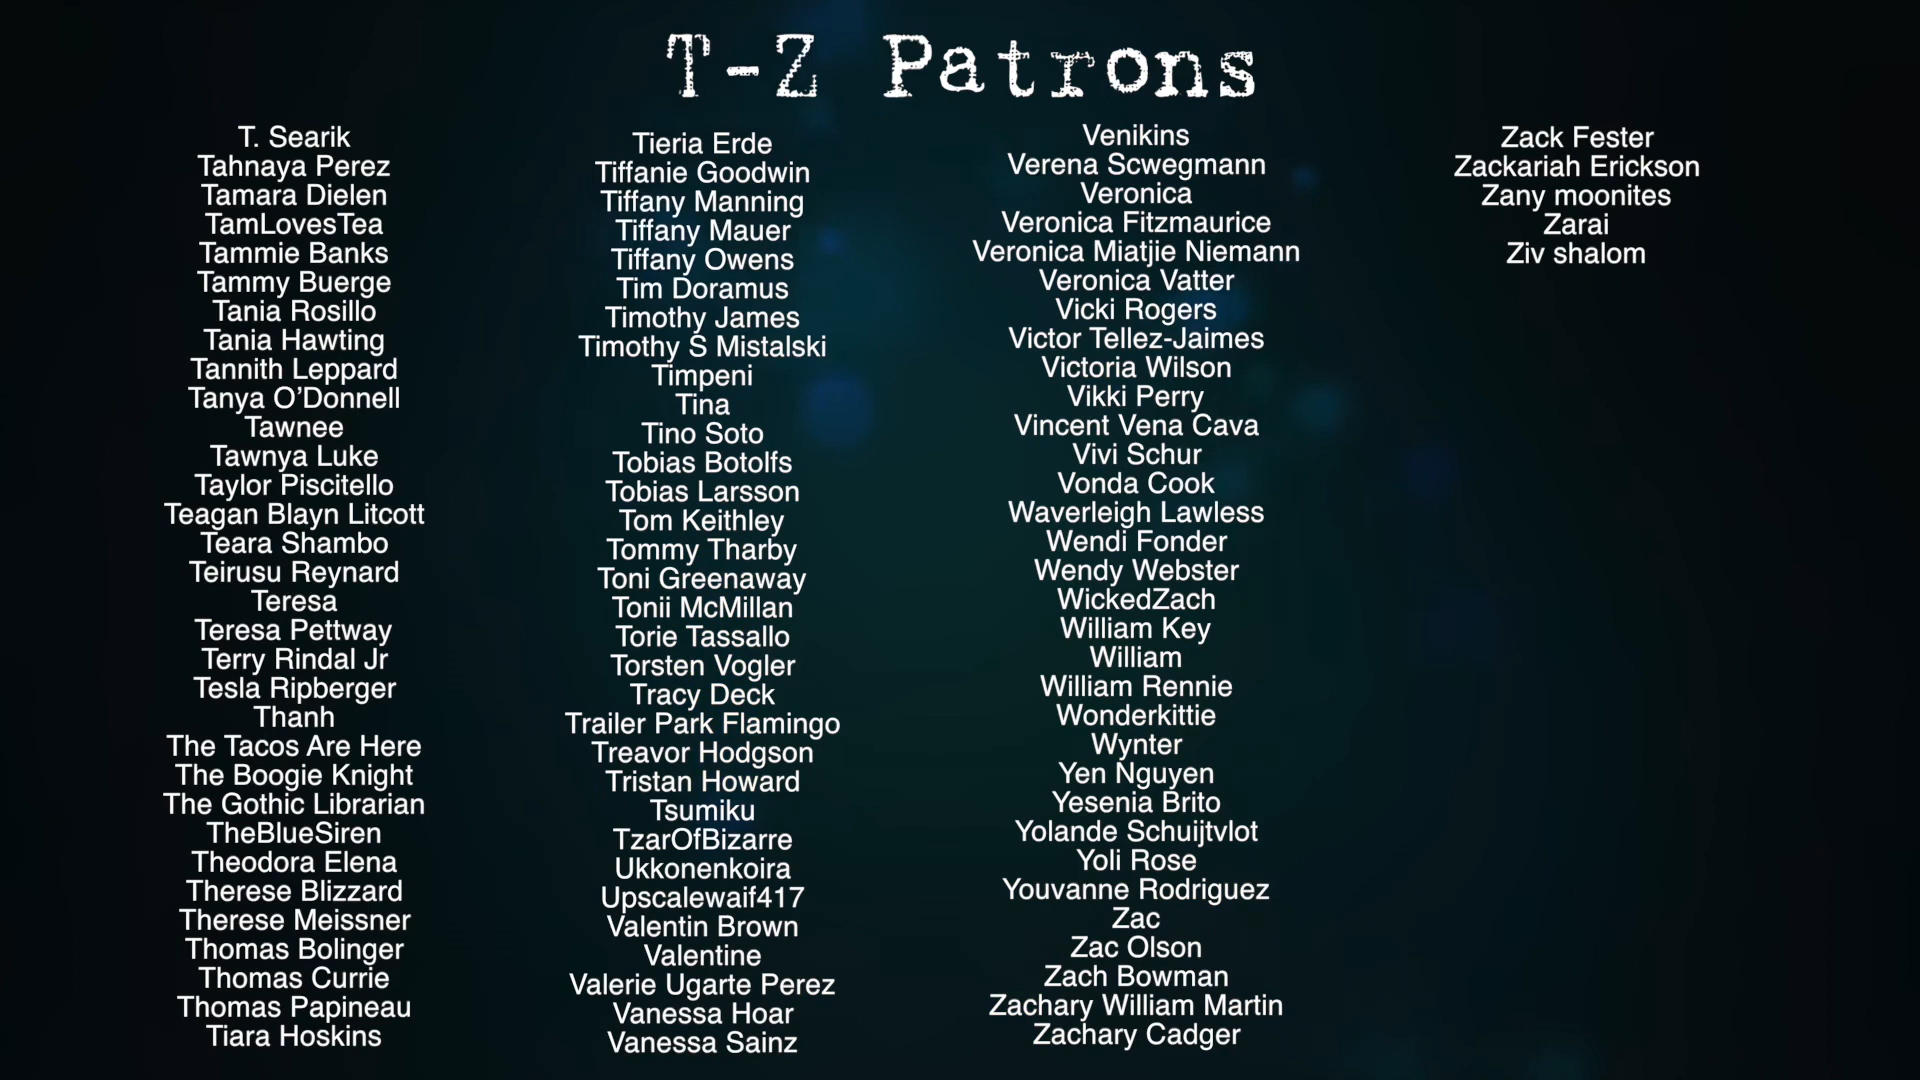 T-Z Patrons
T. Searik
Tahnaya Perez
Tamara Dielen
TamLovesTea
Tammie Banks
Tammy Buerge
Tania Rosillo
Tania Hawting
Tannith Leppard
Tanya O’Donnell
Tawnee
Tawnya Luke
Taylor Piscitello
Teagan Blayn Litcott
Teara Shambo
Teirusu Reynard
Teresa
Teresa Pettway
Terry Rindal Jr
Tesla Ripberger
Thanh
The Tacos Are Here
The Boogie Knight
The Gothic Librarian
TheBlueSiren
Theodora Elena
Therese Blizzard
Therese Meissner
Thomas Bolinger
Thomas Currie
Thomas Papineau
Tiara Hoskins
Tieria Erde
Tiffanie Goodwin
Tiffany Manning
Tiffany Mauer
Tiffany Owens
Tim Doramus
Timothy James
Timothy S Mistalski
Timpeni
Tina
Tino Soto
Tobias Botolfs
Tobias Larsson
Tom Keithley
Tommy Tharby
Toni Greenaway
Tonii McMillan
Torie Tassallo
Torsten Vogler
Tracy Deck
Trailer Park Flamingo
Treavor Hodgson
Tristan Howard
Tsumiku
TzarOfBizarre
Ukkonenkoira
Upscalewaif417
Valentin Brown
Valentine
Valerie Ugarte Perez
Vanessa Hoar
Vanessa Sainz
Venikins
Verena Scwegmann
Veronica
Veronica Fitzmaurice
Veronica Miatjie Niemann
Veronica Vatter
Vicki Rogers
Victor Tellez-Jaimes
Victoria Wilson
Vikki Perry
Vincent Vena Cava
Vivi Schur
Vonda Cook
Waverleigh Lawless
Wendi Fonder
Wendy Webster
WickedZach
William Key
William
William Rennie
Wonderkittie
Wynter
Yen Nguyen
Yesenia Brito
Yolande Schuijtvlot
Yoli Rose
Youvanne Rodriguez
Zac
Zac Olson
Zach Bowman
Zachary William Martin
Zachary Cadger
Zack Fester
Zackariah Erickson
Zany moonites
Zarai
Ziv shalom